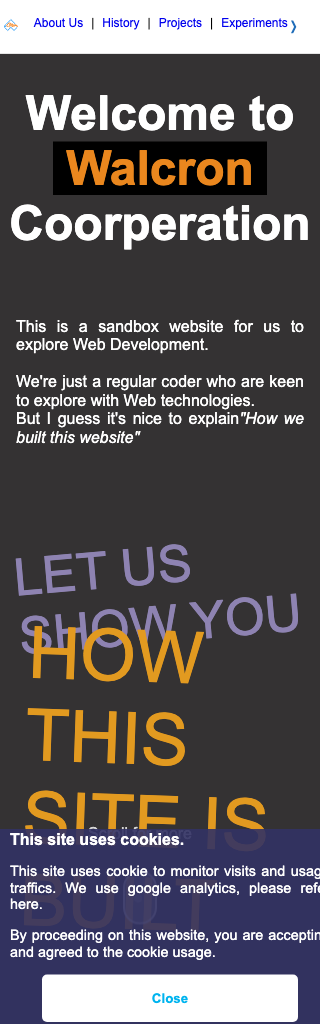 About Us | History | Projects | Experiments ❭
Welcome to
Walcron
Coorperation
This is a sandbox website for us to
explore Web Development.
We're just a regular coder who are keen
to explore with Web technologies.
But I guess it's nice to explain"How we
built this website"
LET US
SHOW YOU
HOW
THIS
SITE IS
BUILT
Scroll for more
This site uses cookies.
This site uses cookie to monitor visits and usag
traffics. We use google analytics, please refe
here.
By proceeding on this website, you are acceptin
and agreed to the cookie usage.
Close